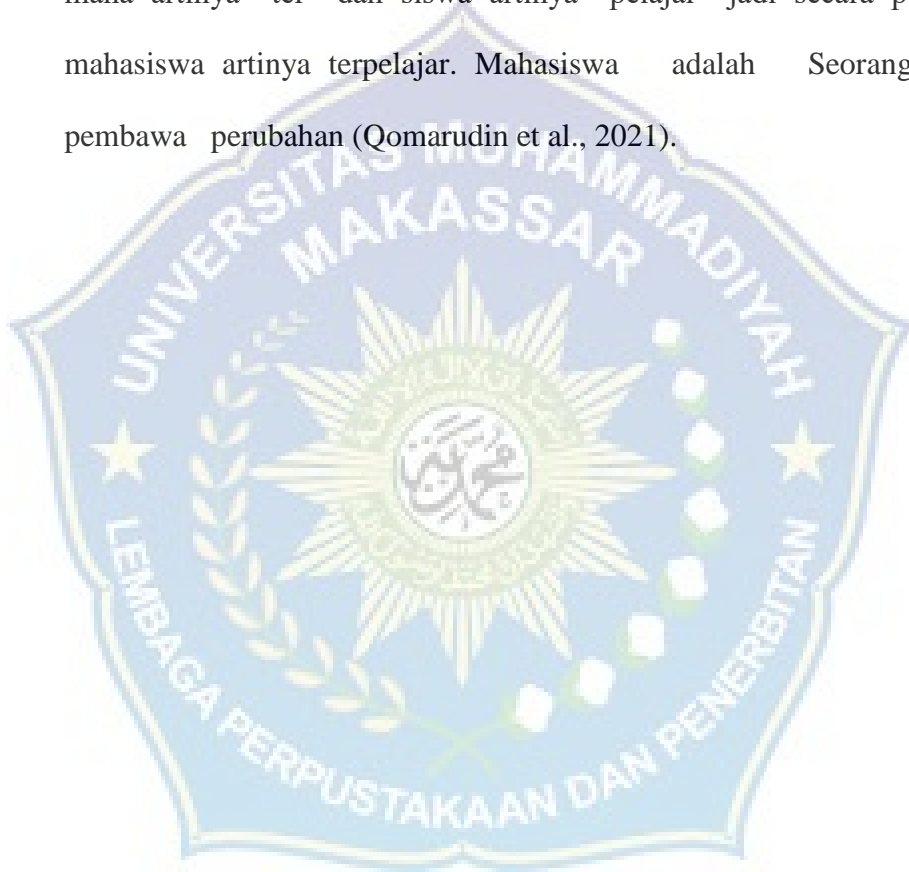 maha artinya ter dan siswa artinya pelajar jadi secara p
mahasiswa artinya terpelajar. Mahasiswa adalah Seorang
pembawa perubahan (Qomarudin et al., 2021).
UNIVERSITAS MUHAMMADIYAH
MAKASSAR
LEMBAGA PERPUSTAKAAN DAN PENERBITAN